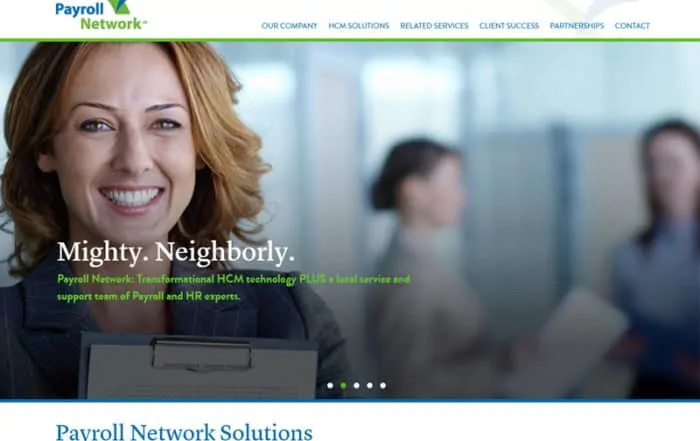 Payroll
Network℠
OUR COMPANY HCM SOLUTIONS RELATED SERVICES CLIENT SUCCESS PARTNERSHIPS CONTACT
Mighty. Neighborly.
Payroll Network: Transformational HCM technology PLUS a local service and
support team of Payroll and HR experts.
Payroll Network Solutions